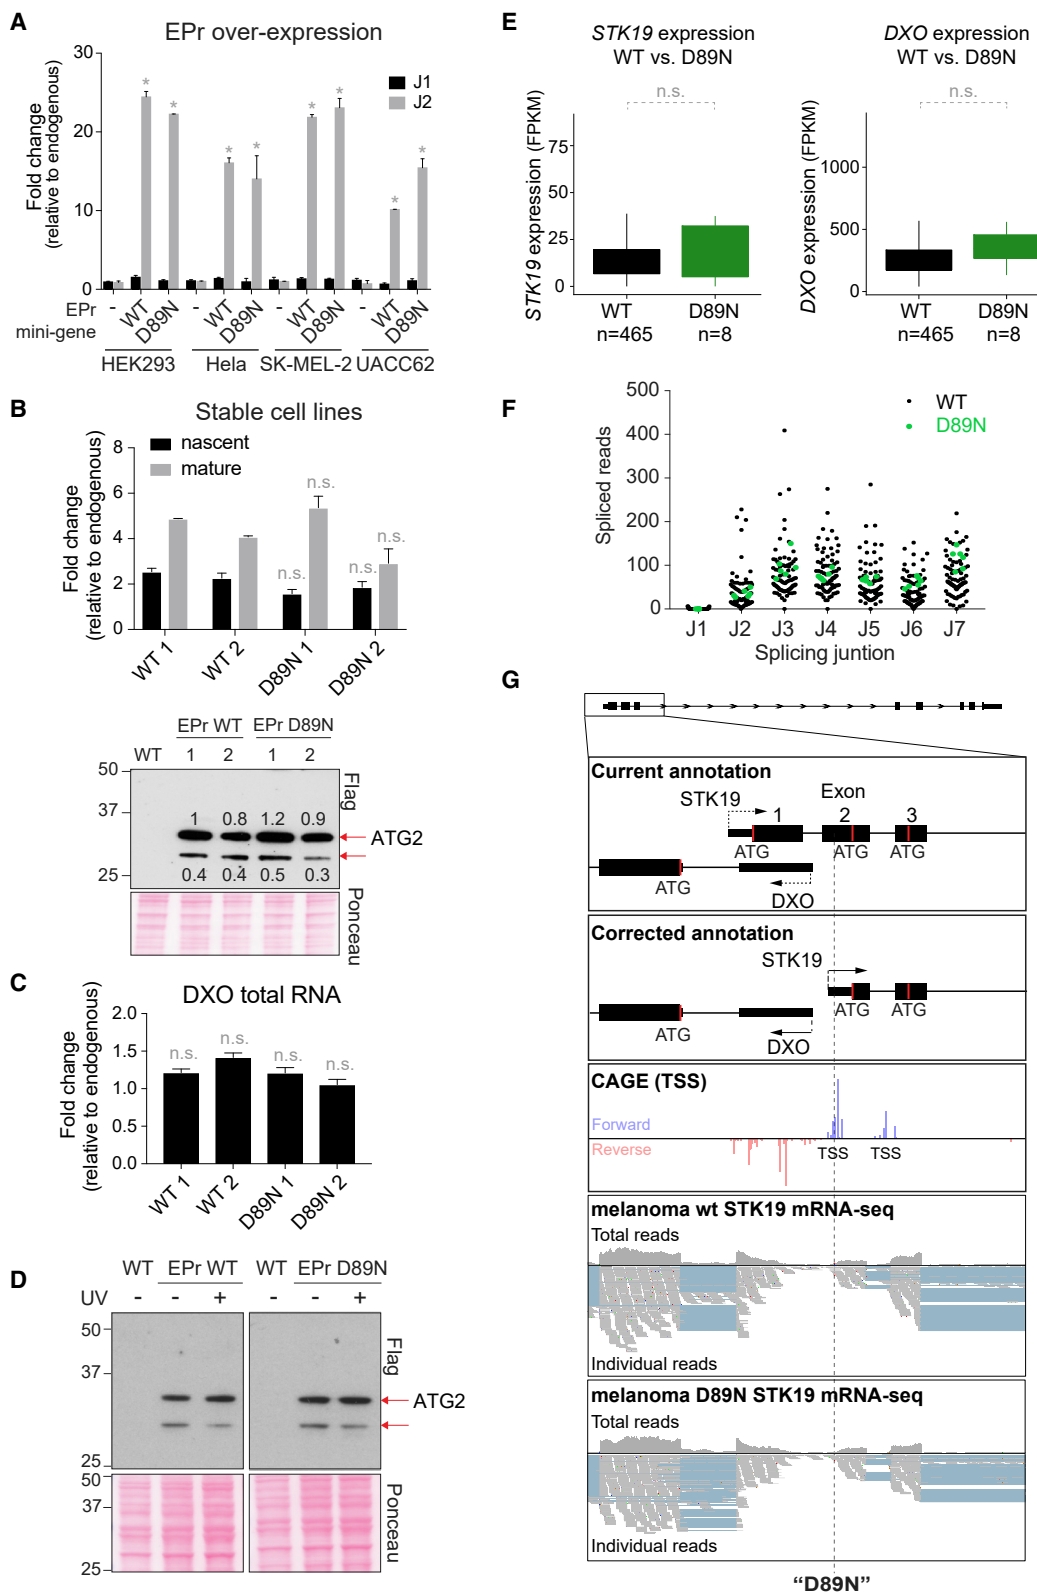 A
EPr over-expression
Fold change
(relative to endogenous)
30
20
10
0
J1
J2
* * * * * * * *
EPr
mini-gene
- WT D89N - WT D89N - WT D89N - WT D89N
HEK293 Hela SK-MEL-2 UACC62
B
Stable cell lines
nascent
mature
Fold change
(relative to endogenous)
8
6
4
2
0
n.s. n.s. n.s. n.s.
WT 1 WT 2 D89N 1 D89N 2
EPr WT EPr D89N
WT 1 2 1 2
50
37
25
1 0.8 1.2 0.9
0.4 0.4 0.5 0.3
Flag
ATG2
Ponceau
C
DXO total RNA
Fold change
(relative to endogenous)
2.0
1.5
1.0
0.5
0.0
n.s. n.s. n.s. n.s.
WT 1 WT 2 D89N 1 D89N 2
D
WT EPr WT WT EPr D89N
UV - - + - - +
50
37
25
Flag
ATG2
50
37
25
Ponceau
E
STK19 expression
WT vs. D89N
n.s.
STK19 expression (FPKM)
75
50
25
0
WT D89N
n=465 n=8
DXO expression
WT vs. D89N
n.s.
DXO expression (FPKM)
1000
500
0
WT D89N
n=465 n=8
F
Spliced reads
500
400
300
200
100
0
WT
D89N
J1 J2 J3 J4 J5 J6 J7
Splicing juntion
G
Current annotation
STK19
Exon
1 2 3
ATG ATG ATG
ATG
DXO
Corrected annotation
STK19
ATG ATG
ATG
DXO
CAGE (TSS)
Forward
Reverse
TSS TSS
melanoma wt STK19 mRNA-seq
Total reads
Individual reads
melanoma D89N STK19 mRNA-seq
Total reads
Individual reads
“D89N”